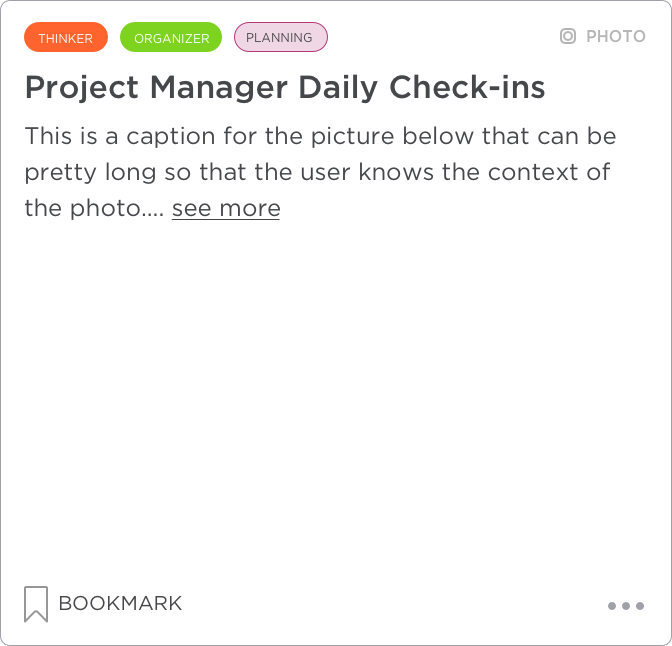 THINKER ORGANIZER PLANNING PHOTO
Project Manager Daily Check-ins
This is a caption for the picture below that can be
pretty long so that the user knows the context of
the photo.... see more
BOOKMARK